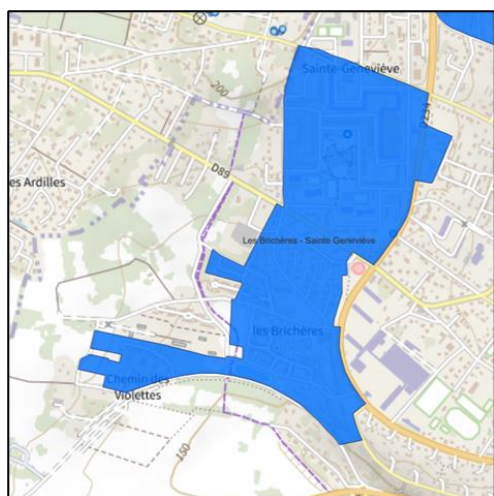 Sainte-Geneviève
200
D89
es Ardilles
Les Brichères - Sainte Geneviève
les Brichères
Chemin des
Violettes
150